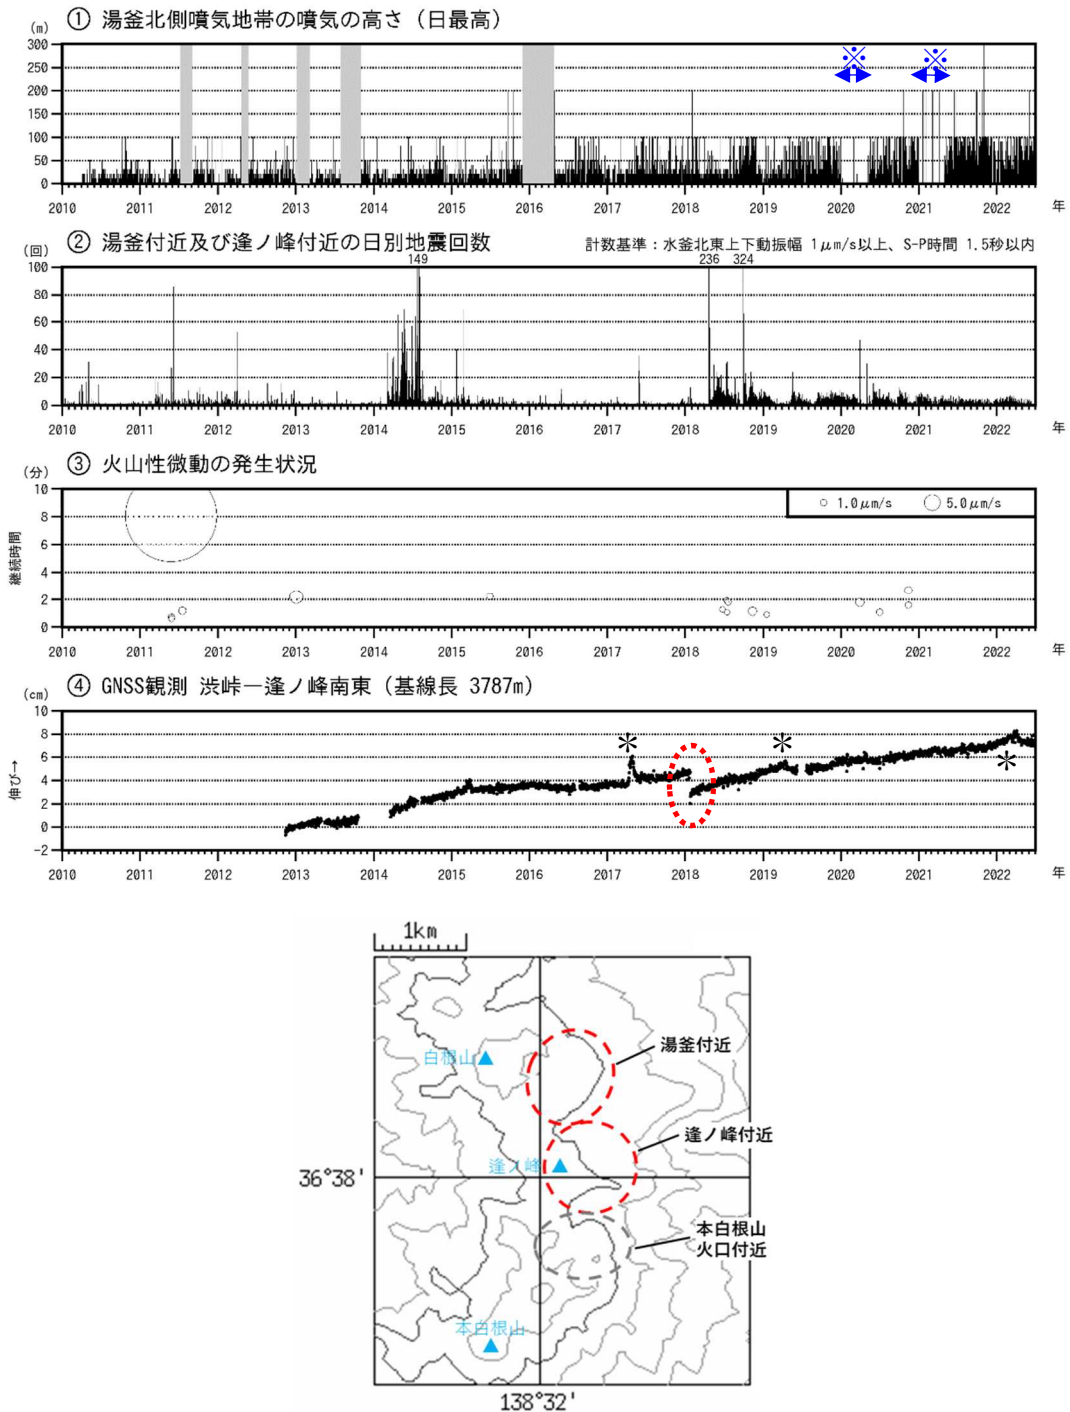 ① 湯釜北側噴気地帯の噴気の高さ（日最高）
(m)
300
250
200
150
100
50
0
※ ※
2010 2011 2012 2013 2014 2015 2016 2017 2018 2019 2020 2021 2022 年
② 湯釜付近及び逢ノ峰付近の日別地震回数
計数基準：水釜北東上下動振幅 1μm/s以上、S-P時間 1.5秒以内
(回)
149 236 324
100
80
60
40
20
0
2010 2011 2012 2013 2014 2015 2016 2017 2018 2019 2020 2021 2022 年
③ 火山性微動の発生状況
(分)
継続時間
10
8
6
4
2
0
1.0μm/s 5.0μm/s
2010 2011 2012 2013 2014 2015 2016 2017 2018 2019 2020 2021 2022 年
④ GNSS観測 渋峠―逢ノ峰南東（基線長 3787m）
(cm)
伸び→
10
8
6
4
2
0
-2
* * *
2010 2011 2012 2013 2014 2015 2016 2017 2018 2019 2020 2021 2022 年
1km
湯釜付近
白根山
逢ノ峰付近
逢ノ峰
36°38'
本白根山
火口付近
本白根山
138°32'